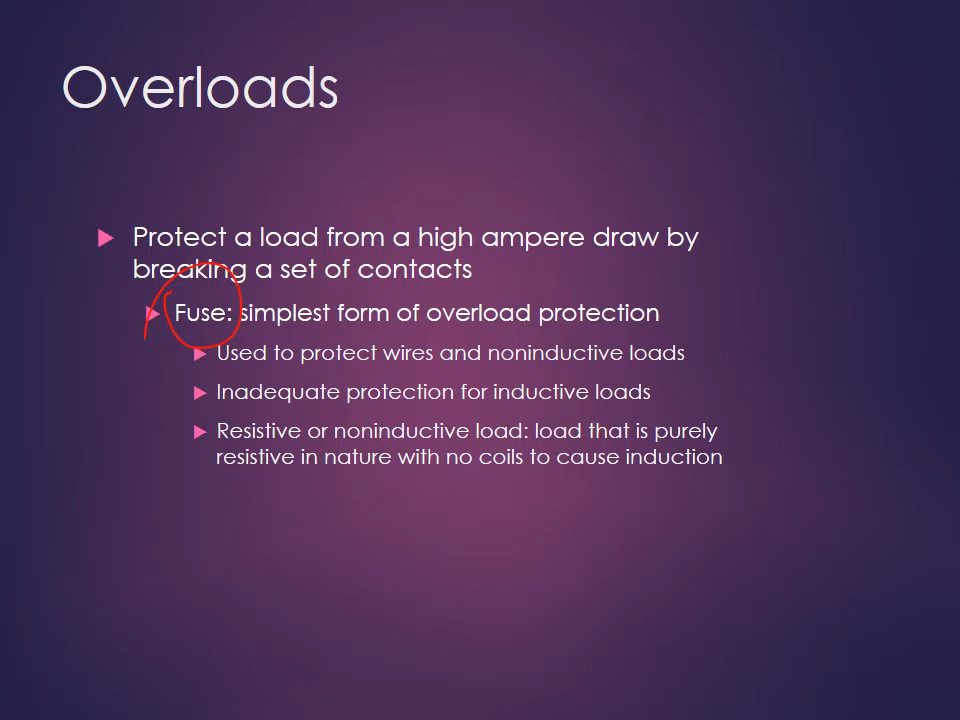 Overloads
Protect a load from a high ampere draw by
breaking a set of contacts
Fuse: simplest form of overload protection
Used to protect wires and noninductive loads
Inadequate protection for inductive loads
Resistive or noninductive load: load that is purely
resistive in nature with no coils to cause induction